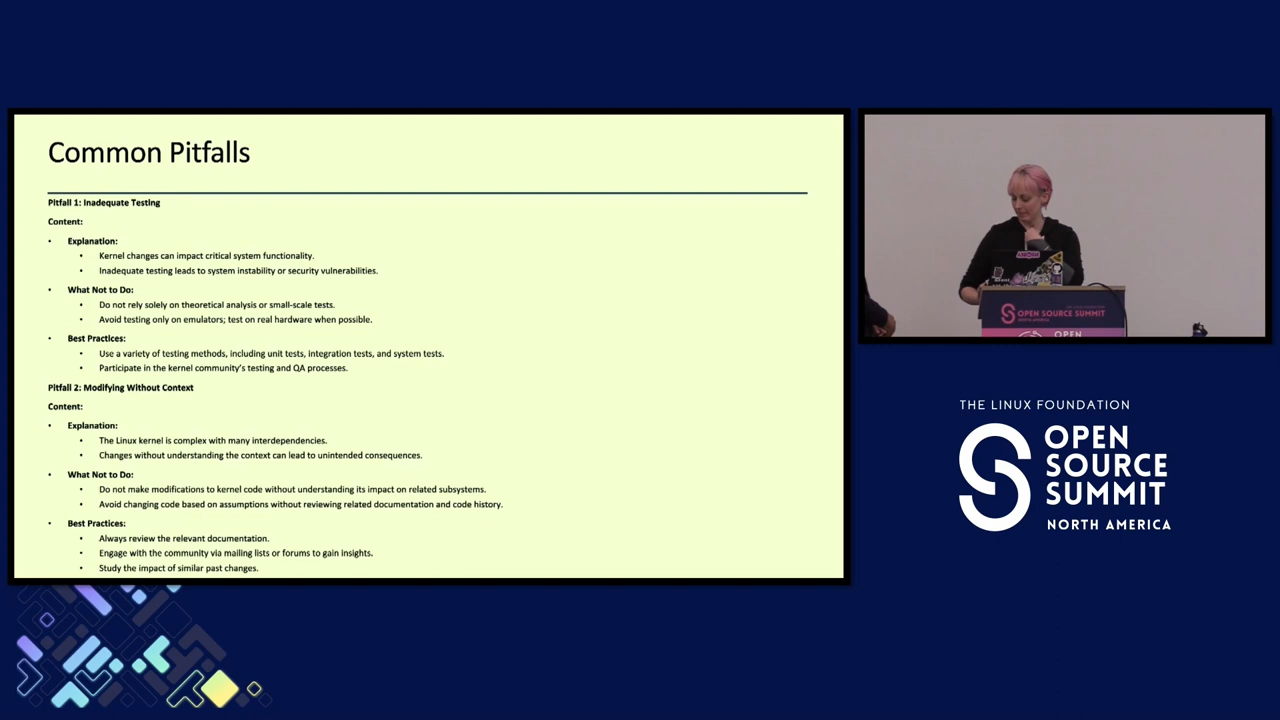 Common Pitfalls
Pitfall 1: Inadequate Testing
Content:
• Explanation:
• Kernel changes can impact critical system functionality.
• Inadequate testing leads to system instability or security vulnerabilities.
• What Not to Do:
• Do not rely solely on theoretical analysis or small-scale tests.
• Avoid testing only on emulators; test on real hardware when possible.
• Best Practices:
• Use a variety of testing methods, including unit tests, integration tests, and system tests.
• Participate in the kernel community's testing and QA processes.
Pitfall 2: Modifying Without Context
Content:
• Explanation:
• The Linux kernel is complex with many interdependencies.
• Changes without understanding the context can lead to unintended consequences.
• What Not to Do:
• Do not make modifications to kernel code without understanding its impact on related subsystems.
• Avoid changing code based on assumptions without reviewing related documentation and code history.
• Best Practices:
• Always review the relevant documentation.
• Engage with the community via mailing lists or forums to gain insights.
• Study the impact of similar past changes.
OPEN SOURCE SUMMIT
OPEN
THE LINUX FOUNDATION
OPEN
SOURCE
SUMMIT
NORTH AMERICA